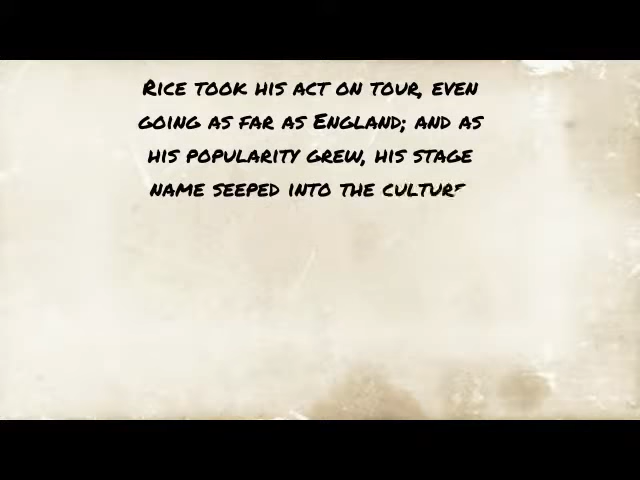 Rice took his act on tour, even
going as far as England; and as
his popularity grew, his stage
name seeped into the cultur